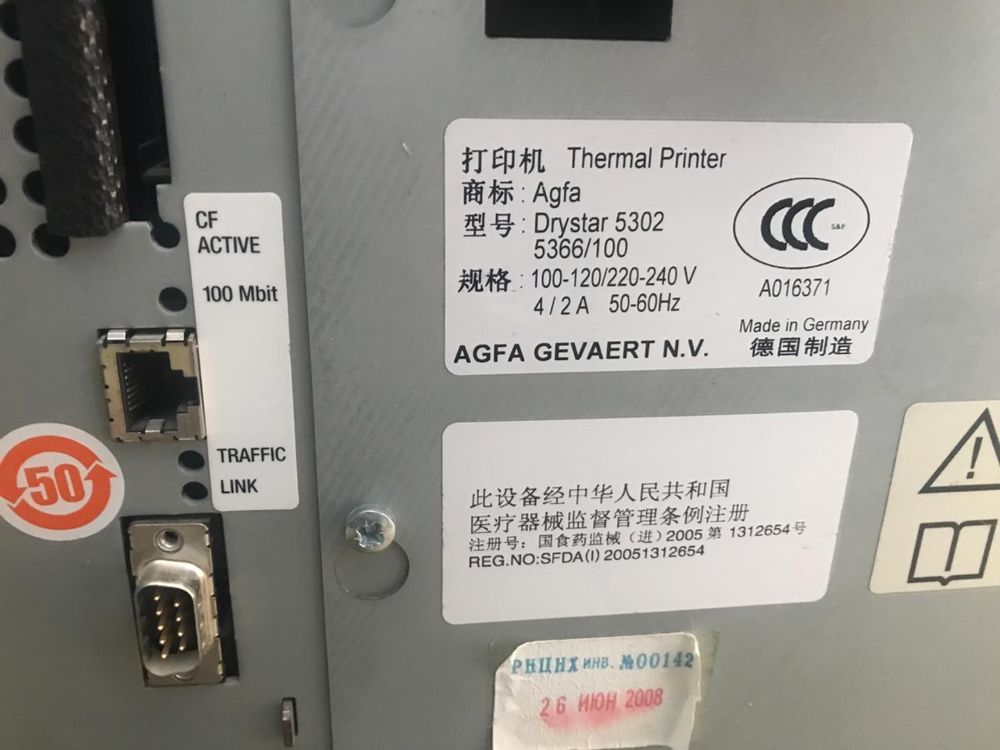 CF
ACTIVE
100 Mbit
TRAFFIC
LINK
50
打印机 Thermal Printer
商标: Agfa
型号: Drystar 5302
5366/100
规格: 100-120/220-240 V
4 / 2 A 50-60Hz
AGFA GEVAERT N.V.
CCC S&E
A016371
Made in Germany
德国制造
此设备经中华人民共和国
医疗器械监督管理条例注册
注册号: 国食药监械（进）2005 第 1312654 号
REG.NO:SFDA(I) 20051312654
РНЦНХ ИНВ. №00142
26 ИЮН 2008